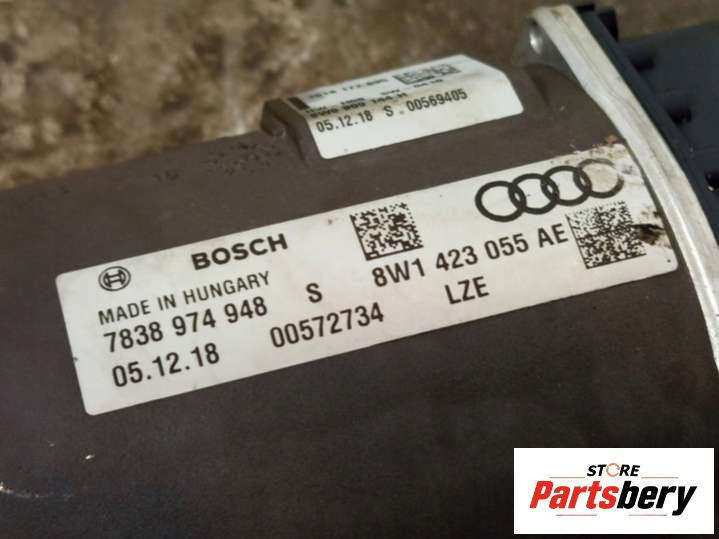 05.12.18 S 00569405
BOSCH
MADE IN HUNGARY
7838 974 948 S 8W1 423 055 AE
05.12.18 00572734 LZE
STORE
Partsbery